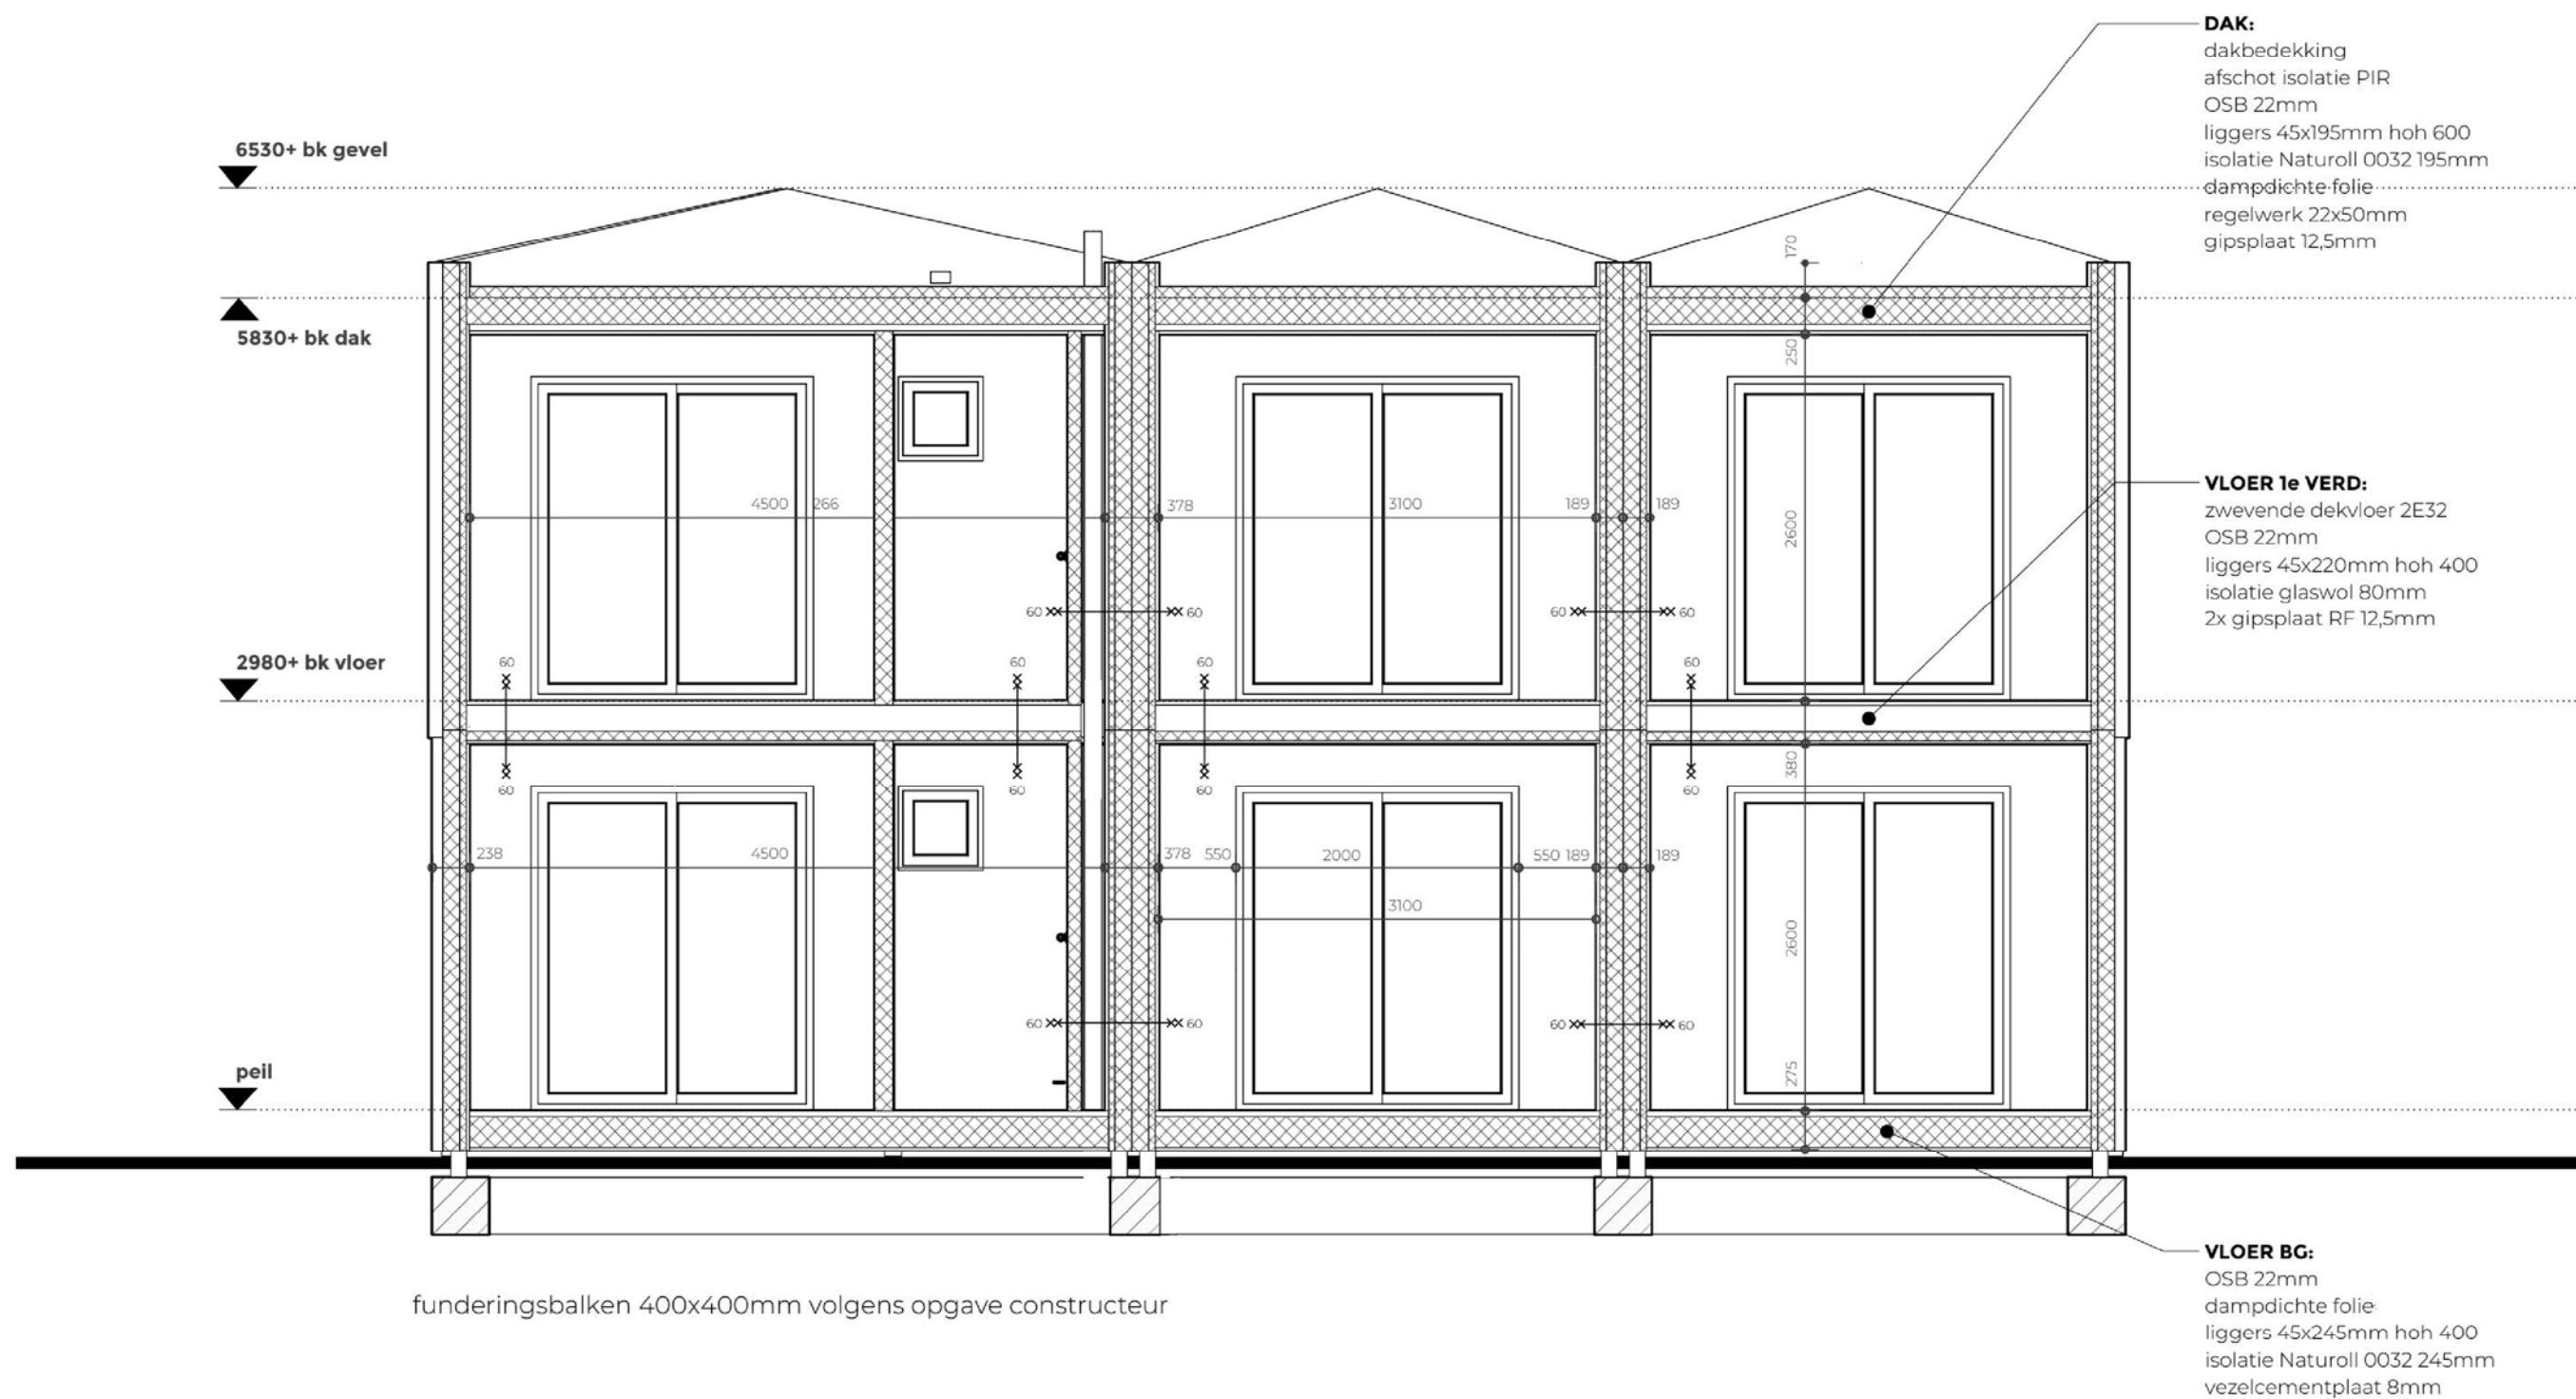 DAK:
dakbedekking
afschot isolatie PIR
OSB 22mm
liggers 45x195mm hoh 600
isolatie Naturoll 0032 195mm
dampdichte folie
regelwerk 22x50mm
gipsplaat 12,5mm
6530+ bk gevel
170
5830+ bk dak
250
4500 266 378 3100 189 189
2600
VLOER 1e VERD:
zwevende dekvloer 2E32
OSB 22mm
liggers 45x220mm hoh 400
isolatie glaswol 80mm
2x gipsplaat RF 12,5mm
60 60 60 60
2980+ bk vloer
60 60 60 60
380
60 60 60 60
238 4500 378 550 2000 550 189 189
3100
2600
60 60 60 60
275
peil
VLOER BG:
OSB 22mm
dampdichte folie
liggers 45x245mm hoh 400
isolatie Naturoll 0032 245mm
vezelcementplaat 8mm
funderingsbalken 400x400mm volgens opgave constructeur